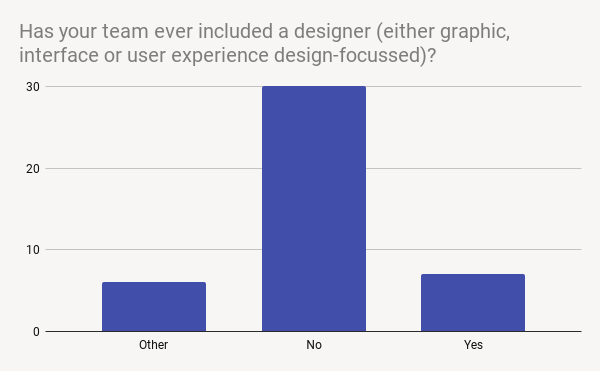 Has your team ever included a designer (either graphic,
interface or user experience design-focussed)?
30
20
10
0
Other No Yes